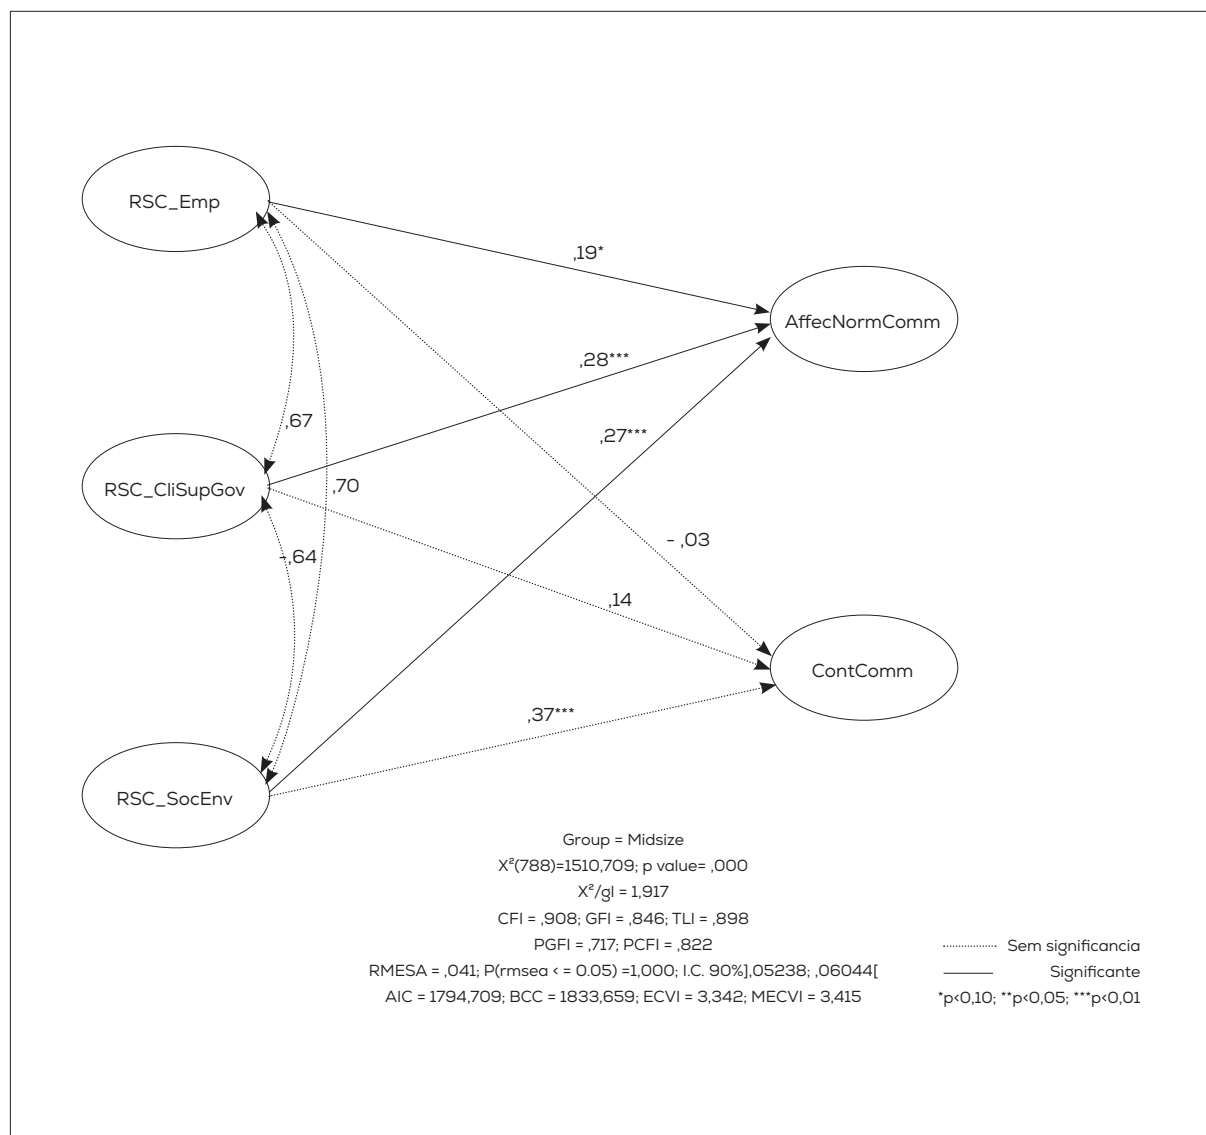 RSC_Emp
,19*
AffecNormComm
,28***
,67
,27***
RSC_CliSupGov
,70
- ,03
-,64
,14
ContComm
,37***
RSC_SocEnv
Group = Midsize
X²(788)=1510,709; p value= ,000
X²/gl = 1,917
CFI = ,908; GFI = ,846; TLI = ,898
PGFI = ,717; PCFI = ,822
RMESA = ,041; P(rmsea < = 0.05) =1,000; I.C. 90%],05238; ,06044[
AIC = 1794,709; BCC = 1833,659; ECVI = 3,342; MECVI = 3,415
Sem significancia
Significante
*p<0,10; **p<0,05; ***p<0,01